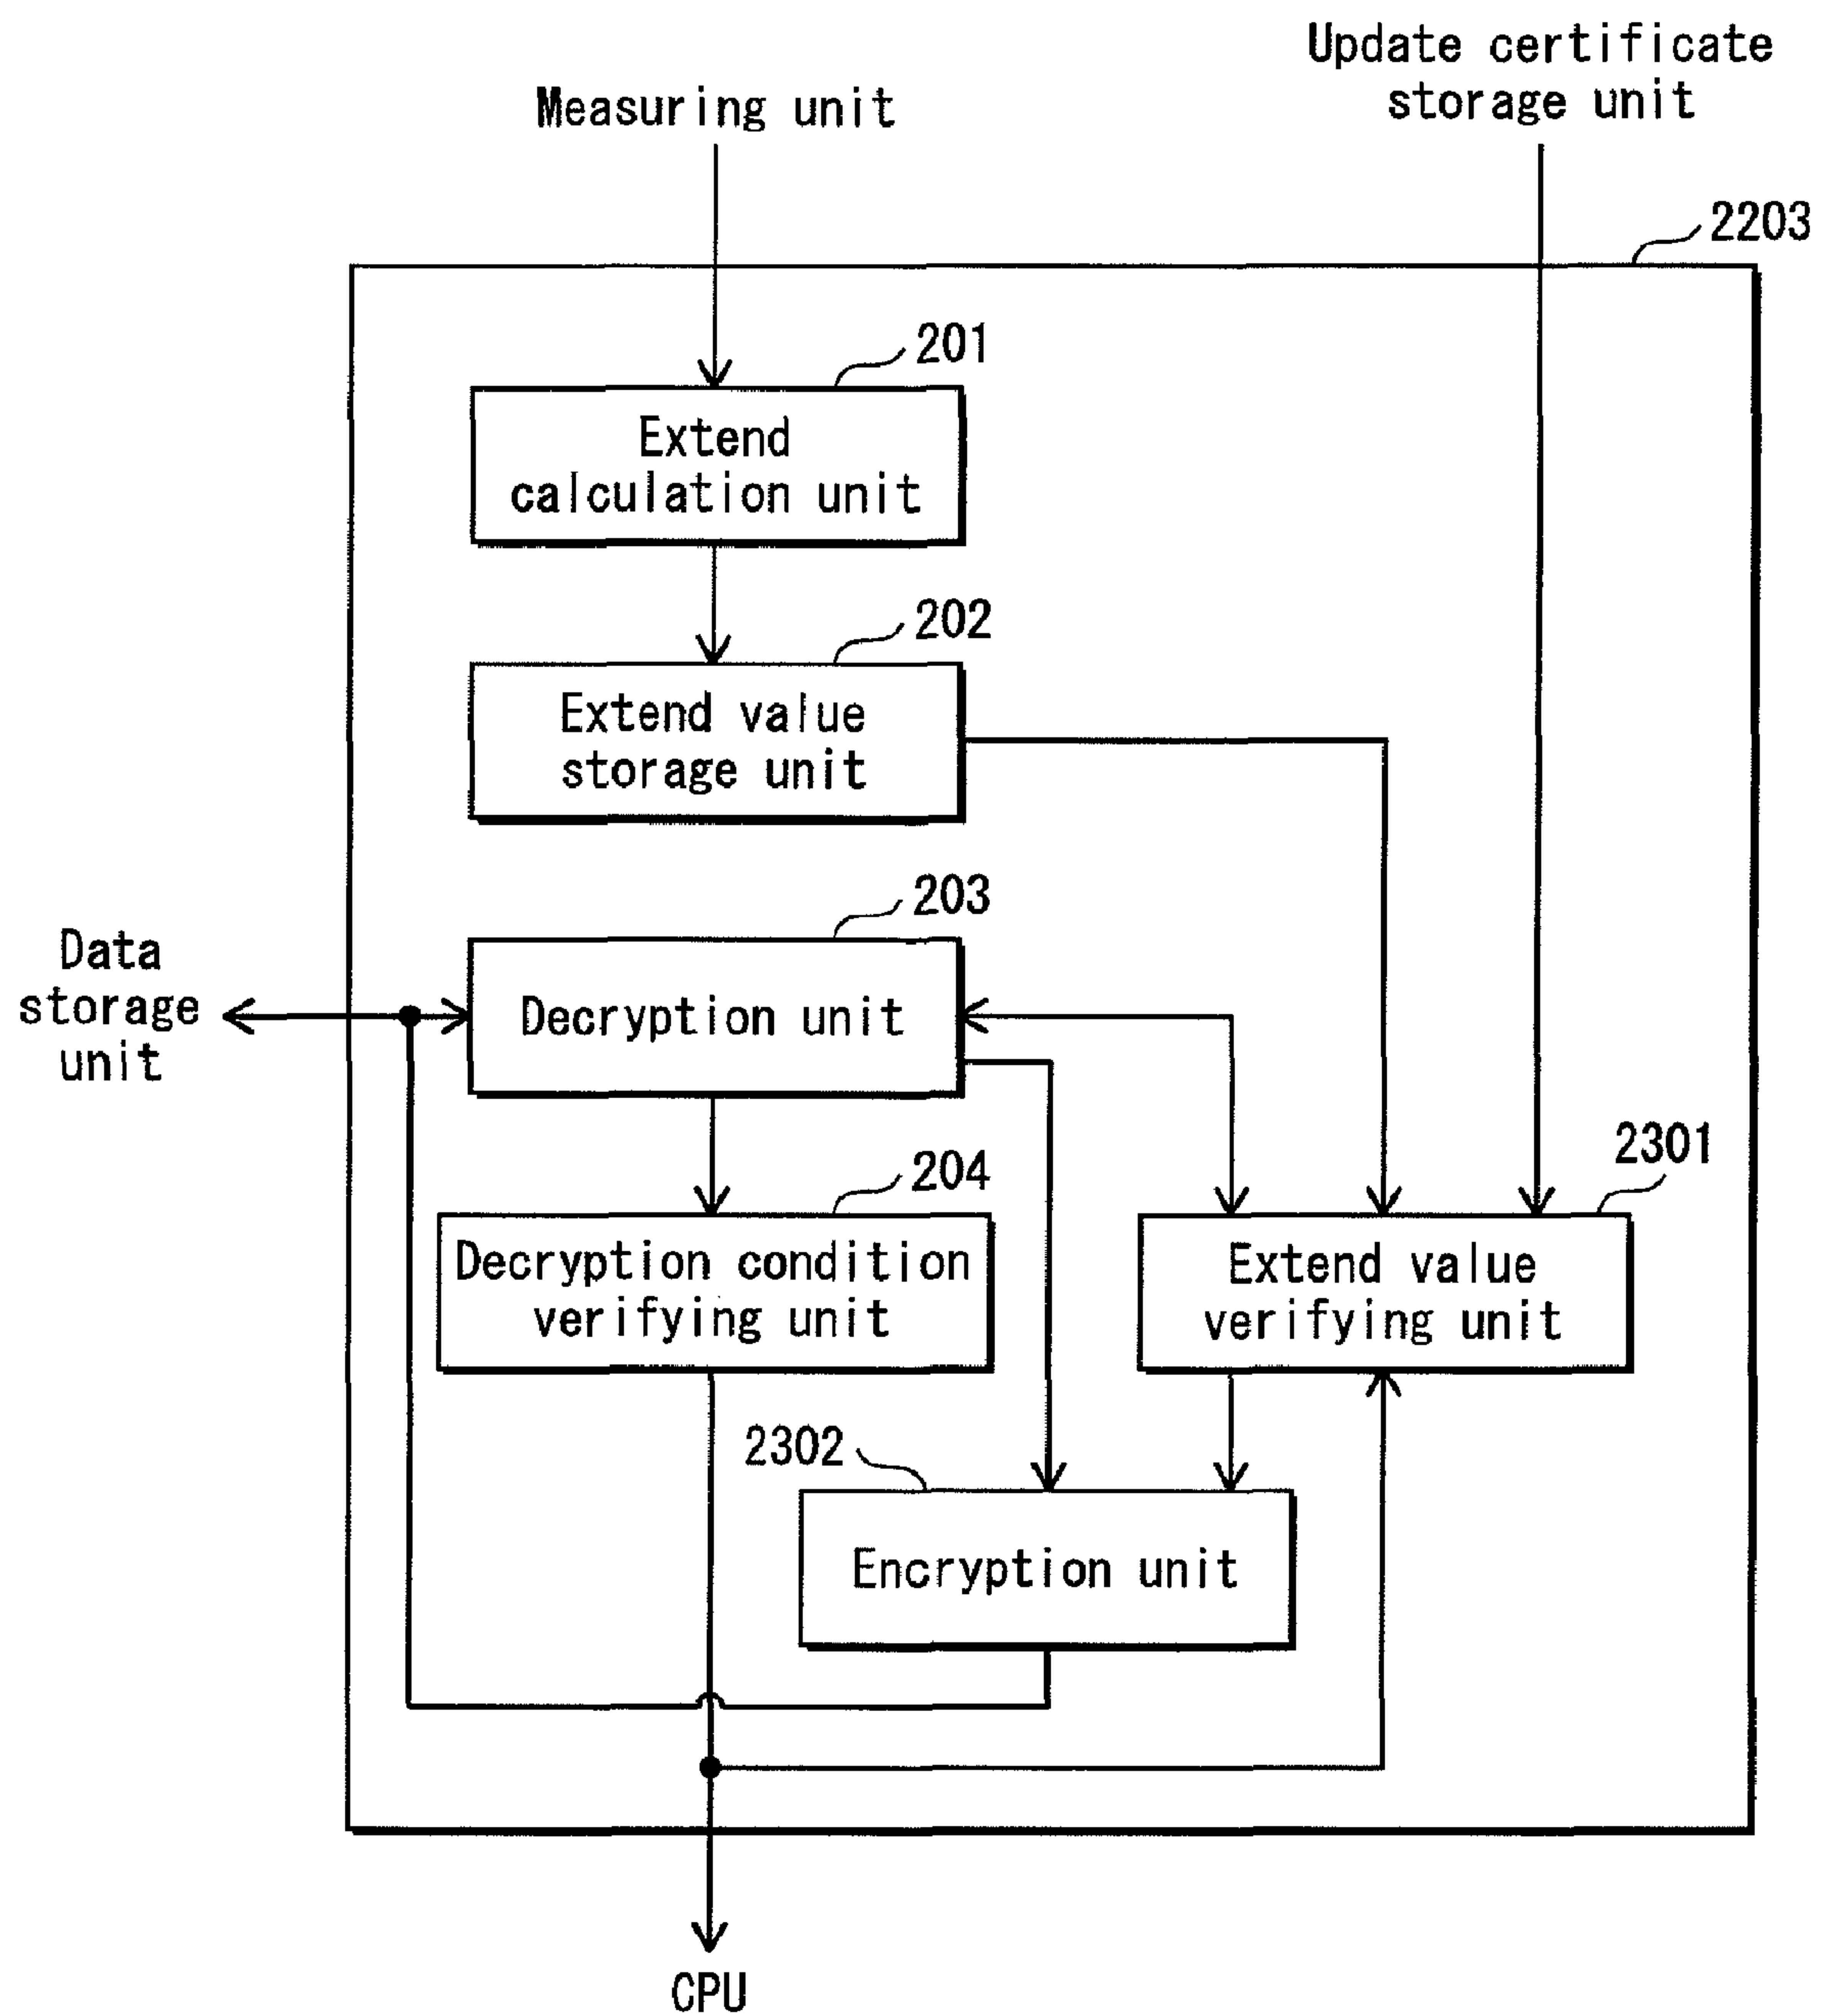 Update certificate
storage unit
Measuring unit
2203
201
Extend
calculation unit
202
Extend value
storage unit
203
Data
storage
unit
Decryption unit
2301
204
Decryption condition
verifying unit
Extend value
verifying unit
2302
Encryption unit
CPU